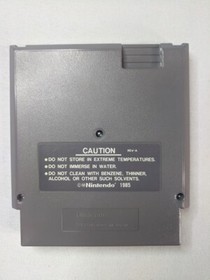 CAUTION
•DO NOT STORE IN EXTREME TEMPERATURES.
•DO NOT IMMERSE IN WATER.
•DO NOT CLEAN WITH BENZENE, THINNER,
ALCOHOL OR OTHER SUCH SOLVENTS.
©Nintendo 1985